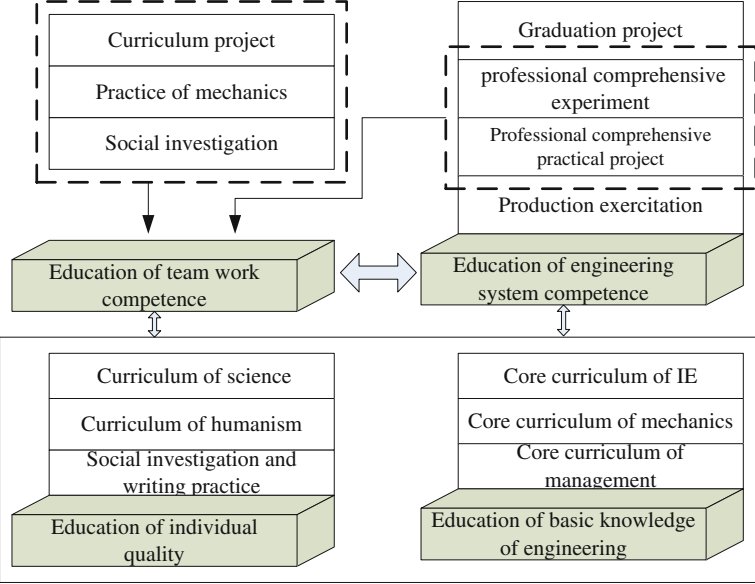 Curriculum project
Practice of mechanics
Social investigation
Education of team work
competence
Graduation project
professional comprehensive
experiment
Professional comprehensive
practical project
Production exercitation
Education of engineering
system competence
Curriculum of science
Curriculum of humanism
Social investigation and
writing practice
Education of individual
quality
Core curriculum of IE
Core curriculum of mechanics
Core curriculum of
management
Education of basic knowledge
of engineering